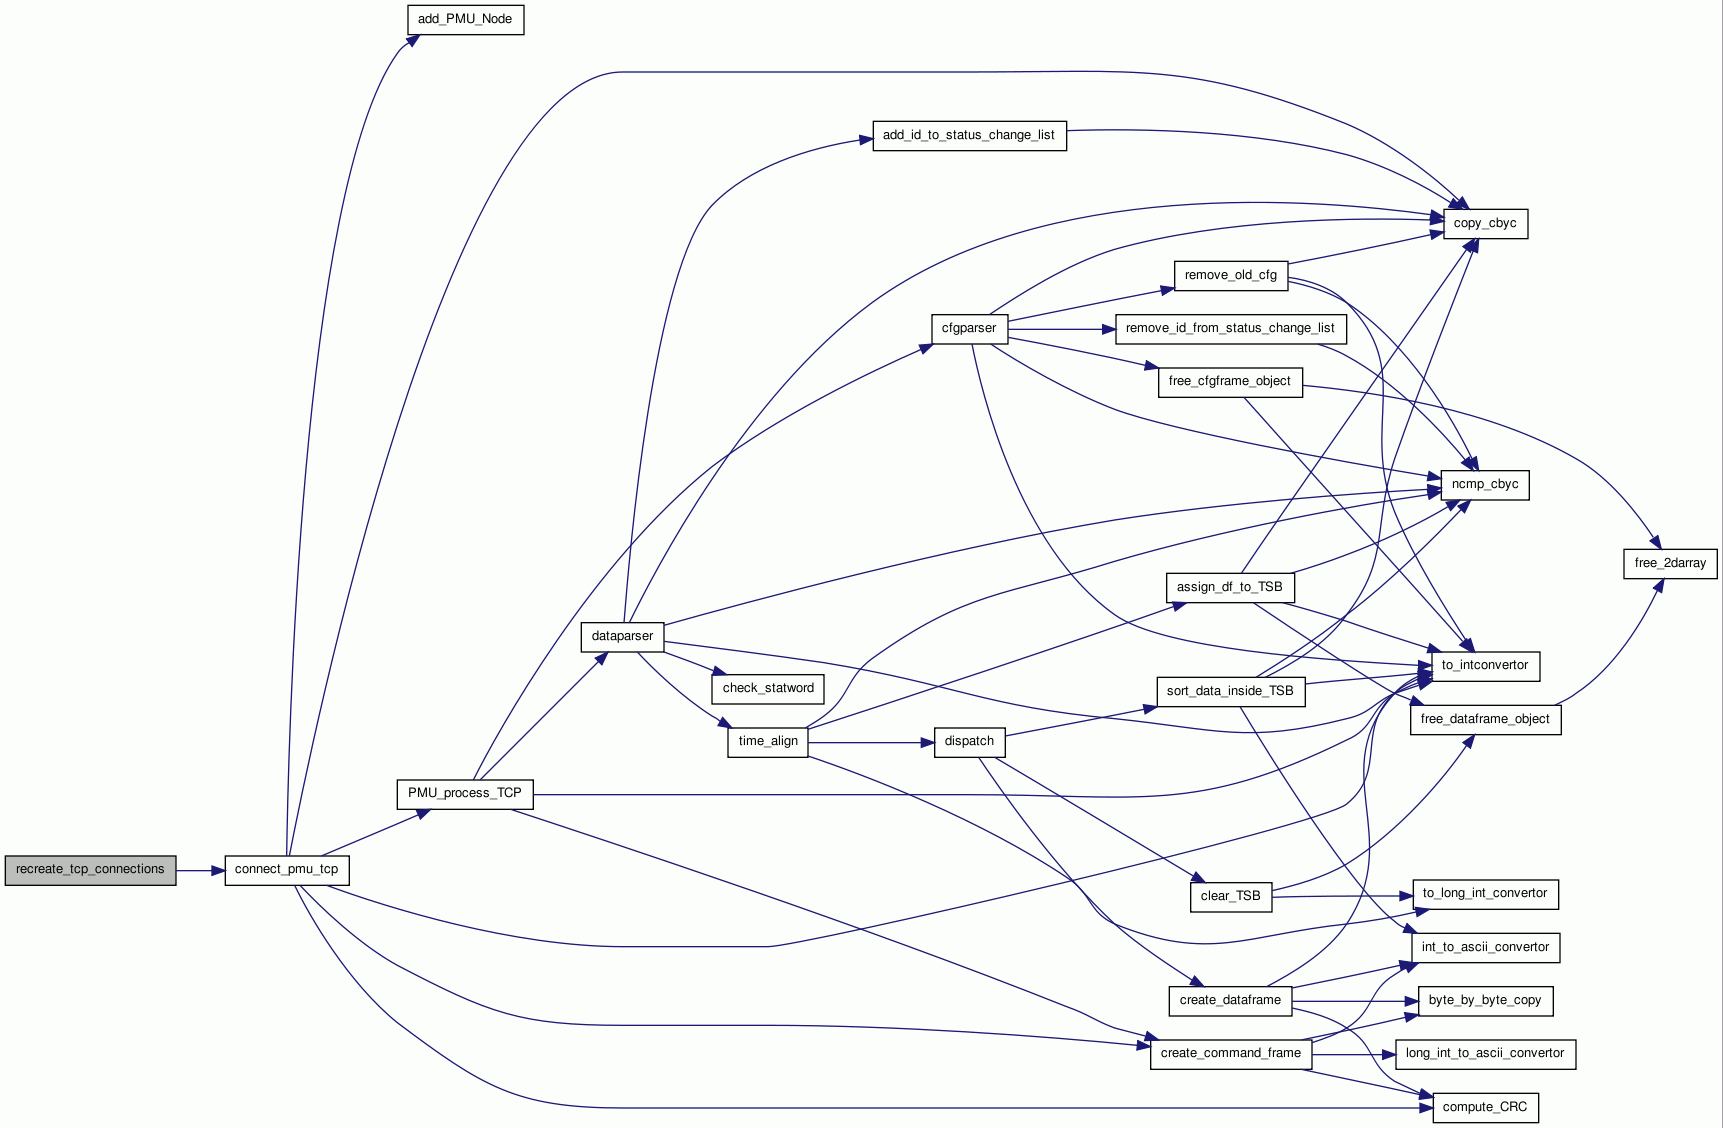 add_PMU_Node
add_id_to_status_change_list
copy_cbyc
remove_old_cfg
cfgparser
remove_id_from_status_change_list
free_cfgframe_object
ncmp_cbyc
free_2darray
assign_df_to_TSB
dataparser
to_intconvertor
check_statword
sort_data_inside_TSB
free_dataframe_object
time_align
dispatch
PMU_process_TCP
recreate_tcp_connections
connect_pmu_tcp
clear_TSB
to_long_int_convertor
int_to_ascii_convertor
create_dataframe
byte_by_byte_copy
create_command_frame
long_int_to_ascii_convertor
compute_CRC